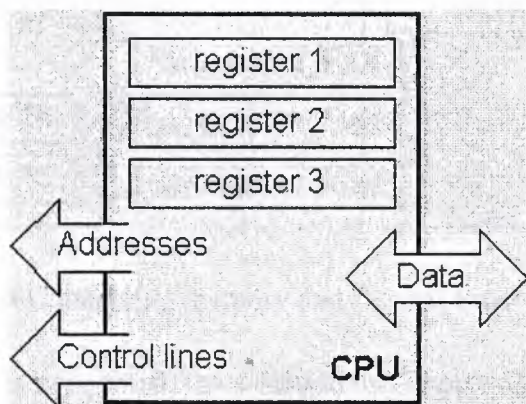 register 1
register 2
register 3
Addresses
Data
Control lines
CPU